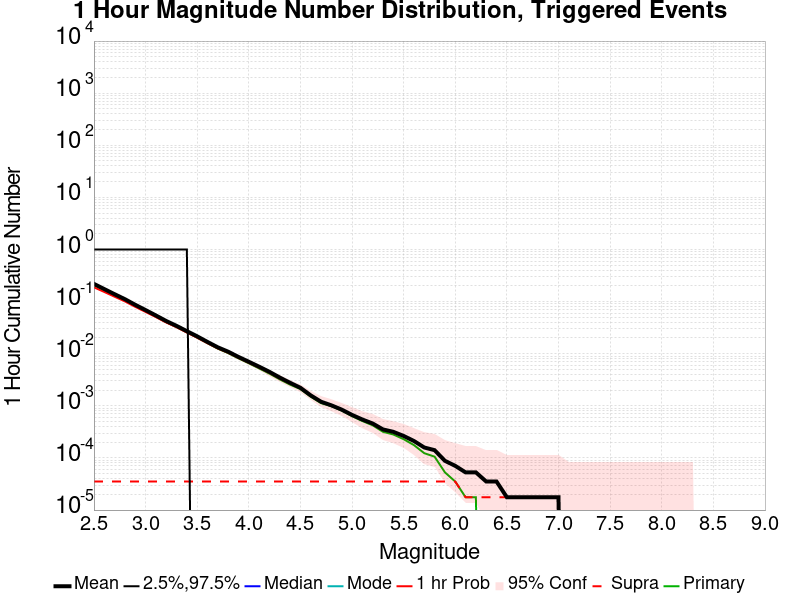 1 Hour Magnitude Number Distribution, Triggered Events
10^4
10^3
10^2
10^1
10^0
10^-1
10^-2
10^-3
10^-4
10^-5
1 Hour Cumulative Number
2.5 3.0 3.5 4.0 4.5 5.0 5.5 6.0 6.5 7.0 7.5 8.0 8.5 9.0
Magnitude
Mean 2.5%,97.5% Median Mode 1 hr Prob 95% Conf Supra Primary